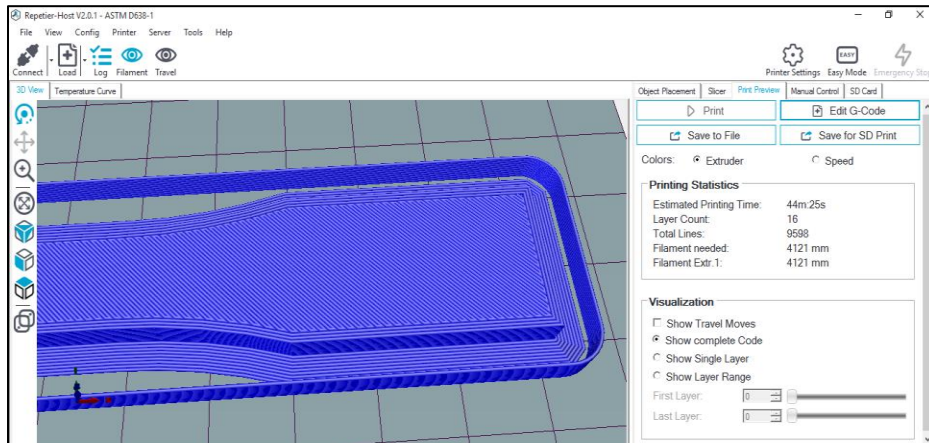 Repetier-Host V2.0.1 - ASTM D638-1
File View Config Printer Server Tools Help
Connect Load Log Filament Travel Printer Settings Easy Mode Emergency Stop
3D View Temperature Curve
Object Placement Slicer Print Preview Manual Control SD Card
Print Edit G-Code
Save to File Save for SD Print
Colors: Extruder Speed
Printing Statistics
Estimated Printing Time: 44m:25s
Layer Count: 16
Total Lines: 9598
Filament needed: 4121 mm
Filament Extr.1: 4121 mm
Visualization
Show Travel Moves
Show complete Code
Show Single Layer
Show Layer Range
First Layer: 0
Last Layer: 0